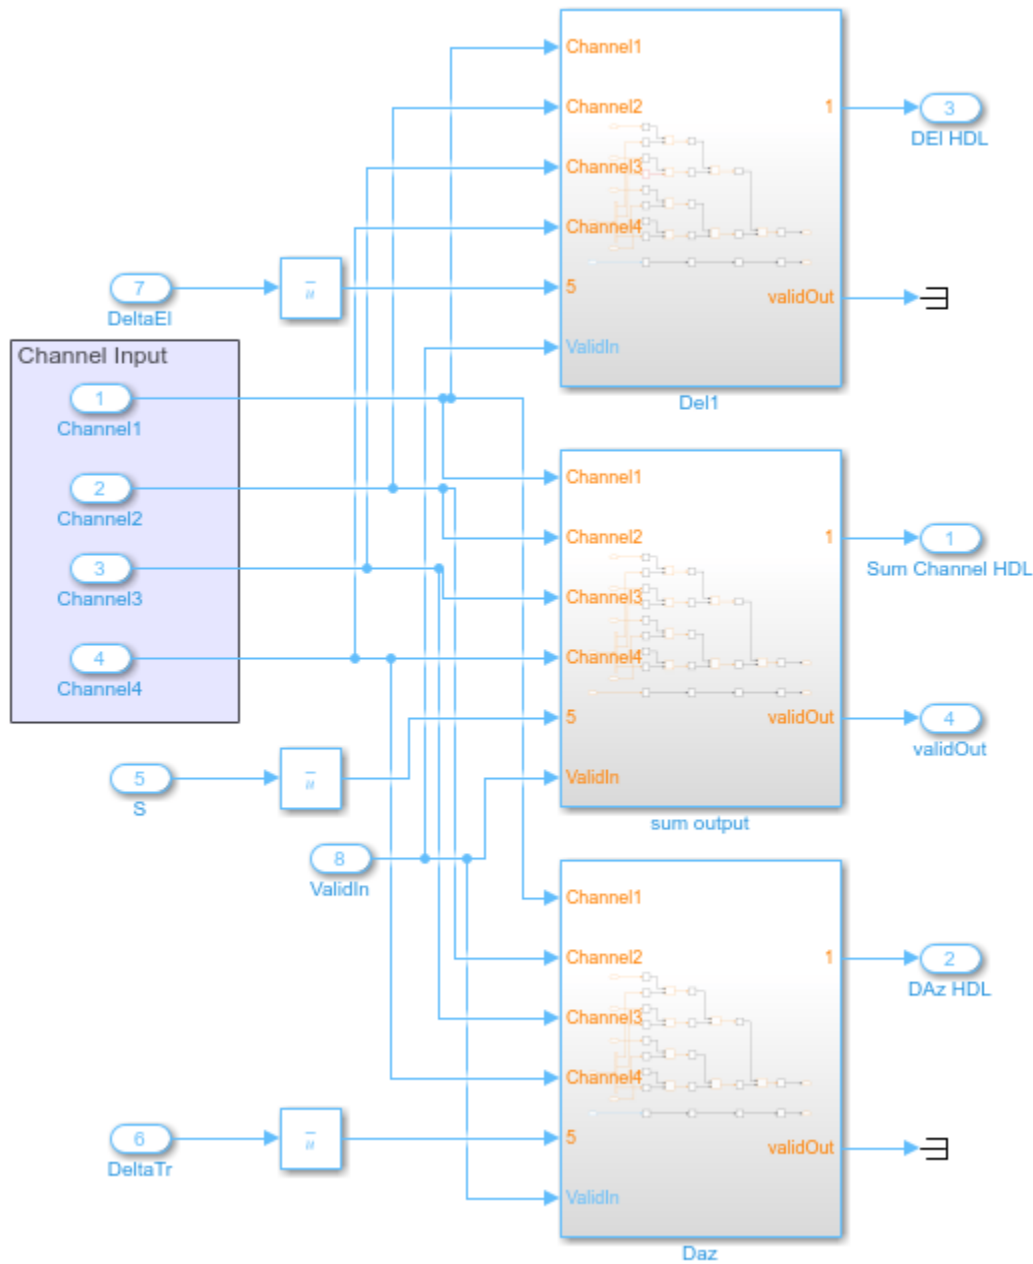 Channel1
Channel2
1
3
DEl HDL
Channel3
Channel4
7
DeltaEl
u
5
validOut
ValidIn
Del1
Channel Input
1
Channel1
2
Channel2
3
Channel3
4
Channel4
Channel1
Channel2
1
1
Sum Channel HDL
Channel3
Channel4
5
validOut
4
validOut
5
S
u
ValidIn
sum output
8
ValidIn
Channel1
Channel2
1
2
DAz HDL
Channel3
Channel4
6
DeltaTr
u
5
validOut
ValidIn
Daz